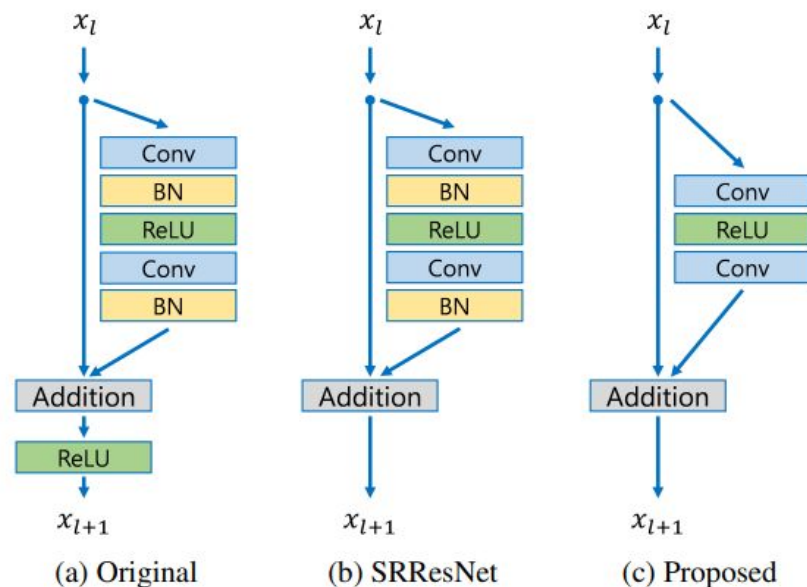 x_l
Conv
BN
ReLU
Conv
BN
Addition
ReLU
x_{l+1}
(a) Original
x_l
Conv
BN
ReLU
Conv
BN
Addition
x_{l+1}
(b) SRResNet
x_l
Conv
ReLU
Conv
Addition
x_{l+1}
(c) Proposed